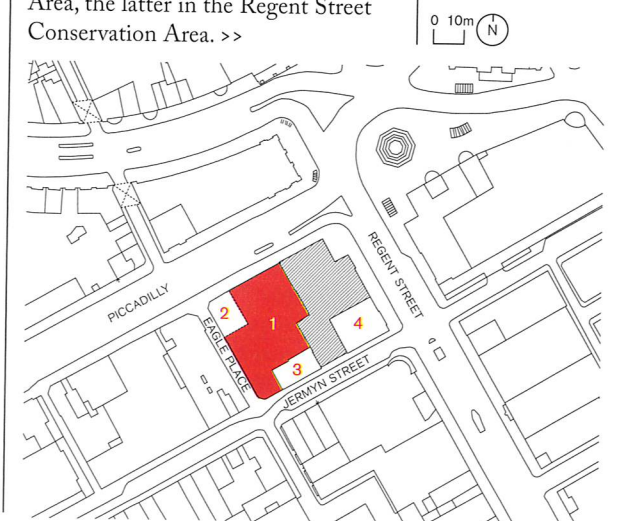 Area, the latter in the Regent Street
Conservation Area. >>
0 10m N
REGENT STREET
PICCADILLY
EAGLE PLACE
2
1
4
3
JERMYN STREET